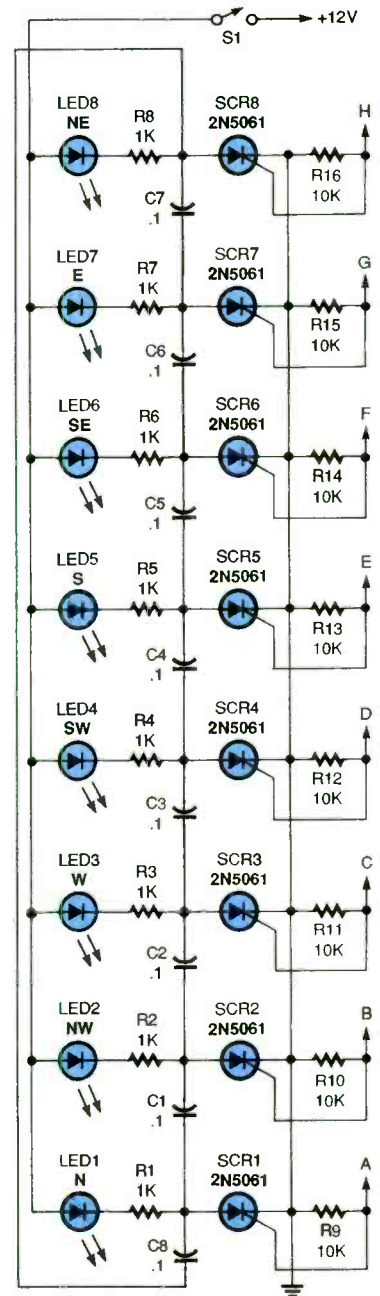 +12V
S1
LED8
NE
R8
1K
SCR8
2N5061
H
R16
10K
C7
.1
LED7
E
R7
1K
SCR7
2N5061
G
R15
10K
C6
.1
LED6
SE
R6
1K
SCR6
2N5061
F
R14
10K
C5
.1
LED5
S
R5
1K
SCR5
2N5061
E
R13
10K
C4
.1
LED4
SW
R4
1K
SCR4
2N5061
D
R12
10K
C3
.1
LED3
W
R3
1K
SCR3
2N5061
C
R11
10K
C2
.1
LED2
NW
R2
1K
SCR2
2N5061
B
R10
10K
C1
.1
LED1
N
R1
1K
SCR1
2N5061
A
R9
10K
C8
.1